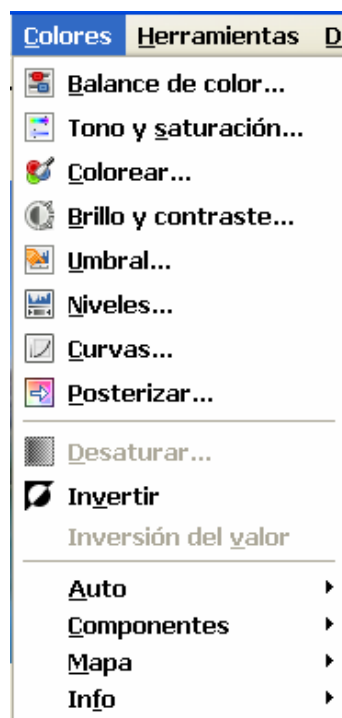 Colores Herramientas D
Balance de color...
Tono y saturación...
Colorear...
Brillo y contraste...
Umbral...
Niveles...
Curvas...
Posterizar...
Desaturar...
Invertir
Inversión del valor
Auto
Componentes
Mapa
Info